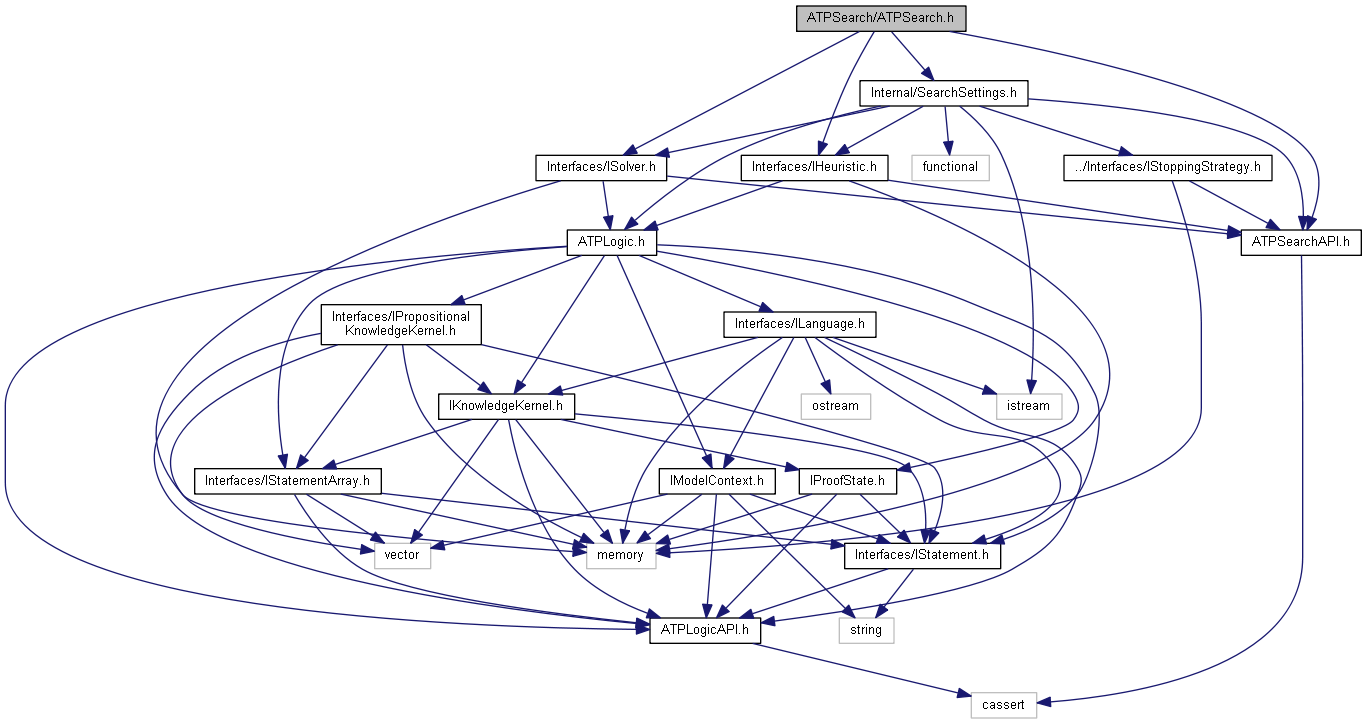 ATPSearch/ATPSearch.h
Internal/SearchSettings.h
Interfaces/ISolver.h
Interfaces/IHeuristic.h
functional
../Interfaces/IStoppingStrategy.h
ATPLogic.h
ATPSearchAPI.h
Interfaces/IPropositional
KnowledgeKernel.h
Interfaces/ILanguage.h
IKnowledgeKernel.h
ostream
istream
Interfaces/IStatementArray.h
IModelContext.h
IProofState.h
vector
memory
Interfaces/IStatement.h
ATPLogicAPI.h
string
cassert